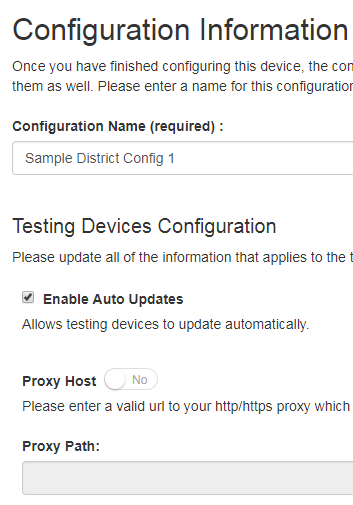 Configuration Information
Once you have finished configuring this device, the con
them as well. Please enter a name for this configuration
Configuration Name (required) :
Sample District Config 1
Testing Devices Configuration
Please update all of the information that applies to the t
Enable Auto Updates
Allows testing devices to update automatically.
Proxy Host No
Please enter a valid url to your http/https proxy which
Proxy Path: